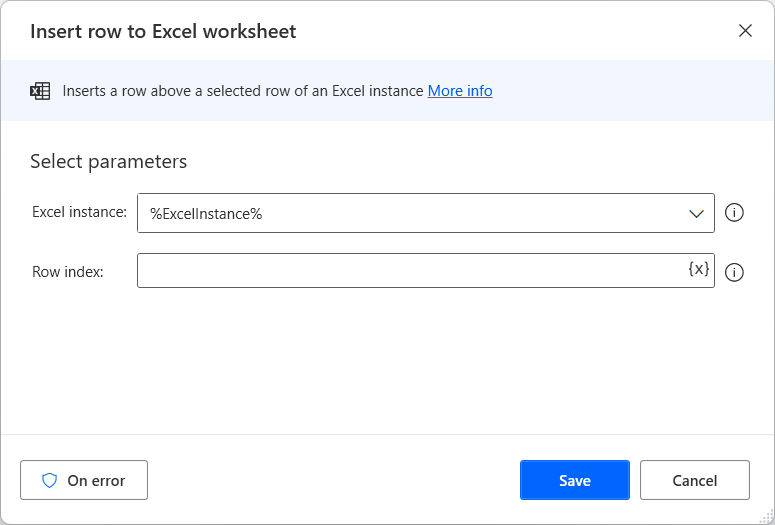 Insert row to Excel worksheet
Inserts a row above a selected row of an Excel instance More info
Select parameters
Excel instance: %ExcelInstance%
Row index: {x}
On error Save Cancel